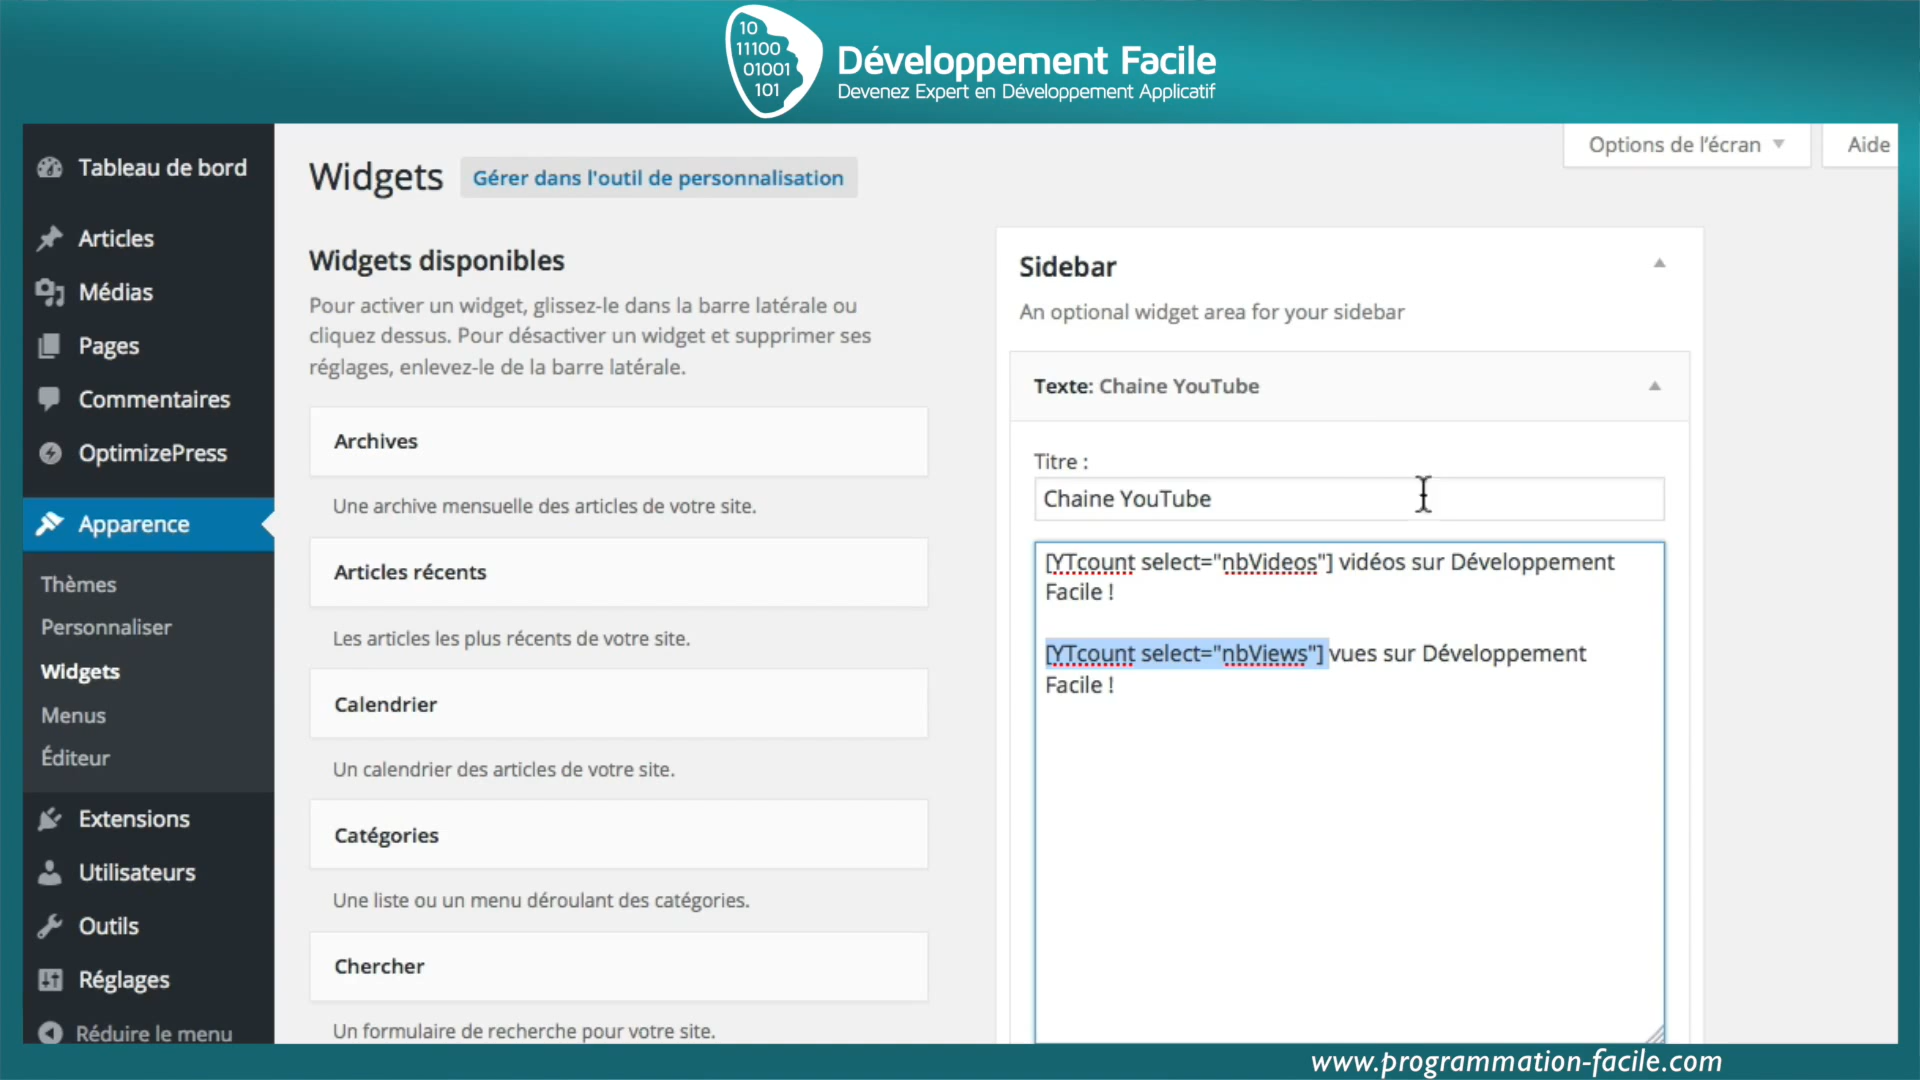 10
11100
01001
101
Développement Facile
Devenez Expert en Développement Applicatif
Tableau de bord
Articles
Médias
Pages
Commentaires
OptimizePress
Apparence
Thèmes
Personnaliser
Widgets
Menus
Éditeur
Extensions
Utilisateurs
Outils
Réglages
Réduire le menu
Options de l'écran
Aide
Widgets
Gérer dans l'outil de personnalisation
Widgets disponibles
Pour activer un widget, glissez-le dans la barre latérale ou
cliquez dessus. Pour désactiver un widget et supprimer ses
réglages, enlevez-le de la barre latérale.
Archives
Une archive mensuelle des articles de votre site.
Articles récents
Les articles les plus récents de votre site.
Calendrier
Un calendrier des articles de votre site.
Catégories
Une liste ou un menu déroulant des catégories.
Chercher
Un formulaire de recherche pour votre site.
Sidebar
An optional widget area for your sidebar
Texte: Chaine YouTube
Titre :
Chaine YouTube
[YTcount select="nbVideos"] vidéos sur Développement
Facile !
[YTcount select="nbViews"] vues sur Développement
Facile !
www.programmation-facile.com